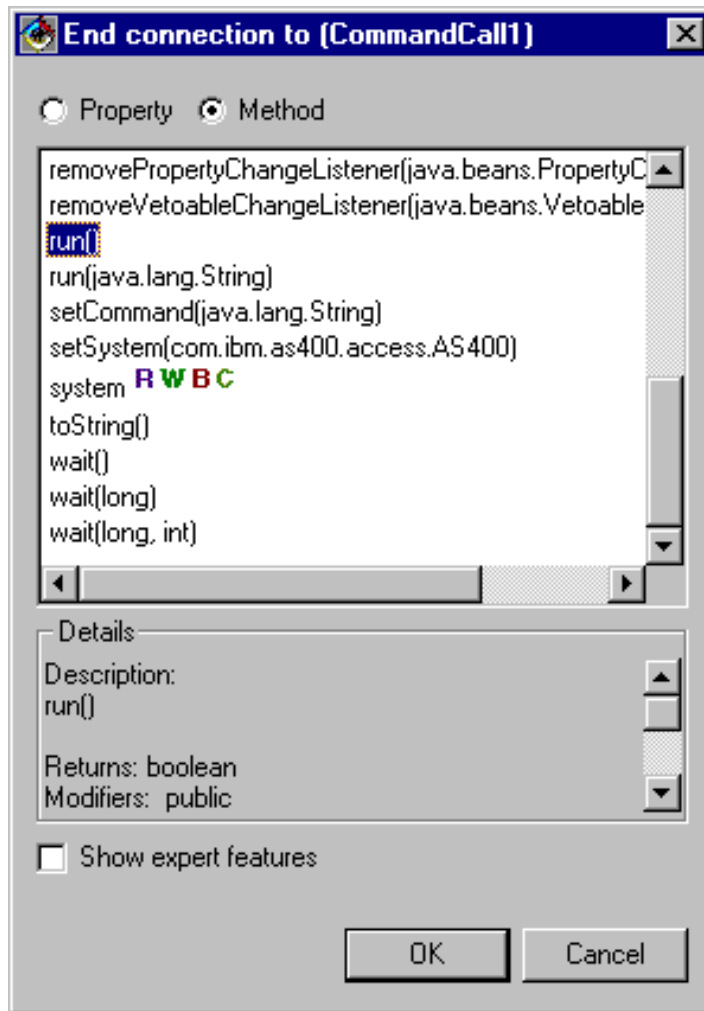 End connection to (CommandCall1)
Property Method
removePropertyChangeListener(java.beans.PropertyC
removeVetoableChangeListener(java.beans.Vetoable
run()
run(java.lang.String)
setCommand(java.lang.String)
setSystem(com.ibm.as400.access.AS400)
system R W B C
toString()
wait()
wait(long)
wait(long, int)
Details
Description:
run()
Returns: boolean
Modifiers: public
Show expert features
OK Cancel